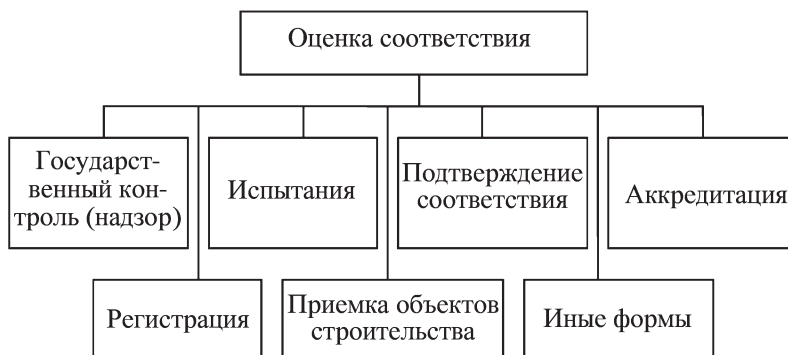 Оценка соответствия
Государст-
венный кон-
троль (надзор)
Испытания
Подтверждение
соответствия
Аккредитация
Регистрация
Приемка объектов
строительства
Иные формы